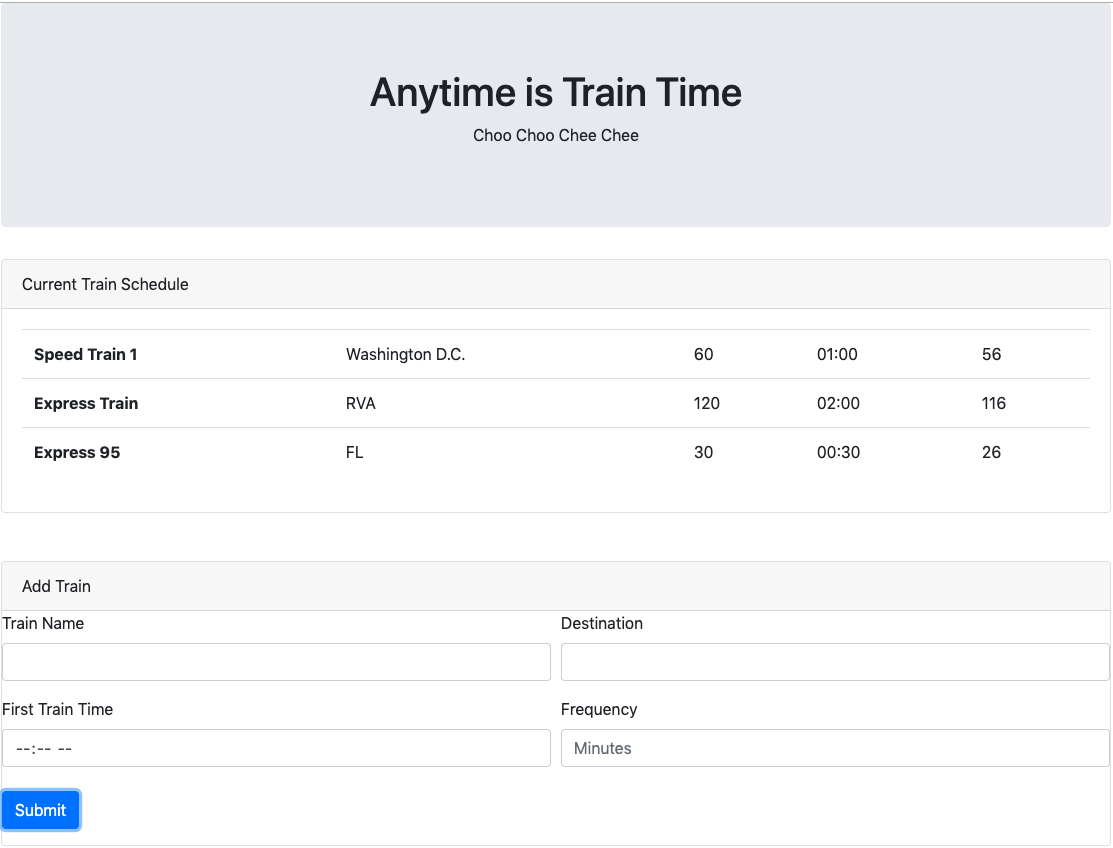 Anytime is Train Time
Choo Choo Chee Chee
Current Train Schedule
Speed Train 1 Washington D.C. 60 01:00 56
Express Train RVA 120 02:00 116
Express 95 FL 30 00:30 26
Add Train
Train Name Destination
First Train Time Frequency
--:-- -- Minutes
Submit